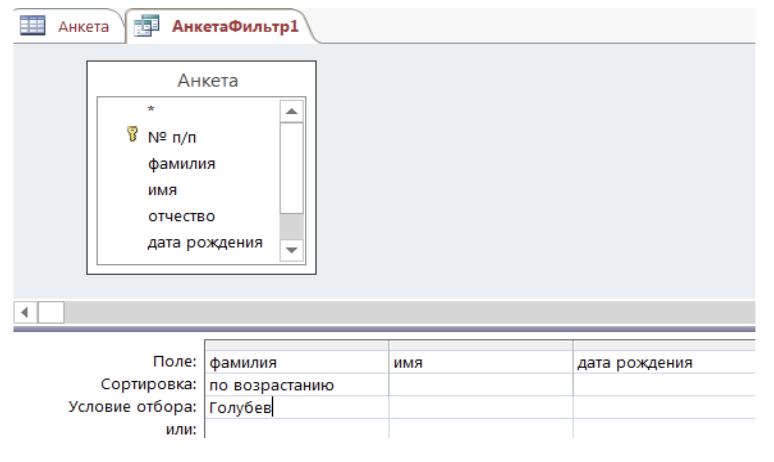 Анкета АнкетаФильтр1
Анкета
*
№ п/п
фамилия
имя
отчество
дата рождения
Поле: фамилия имя дата рождения
Сортировка: по возрастанию
Условие отбора: Голубев
или: